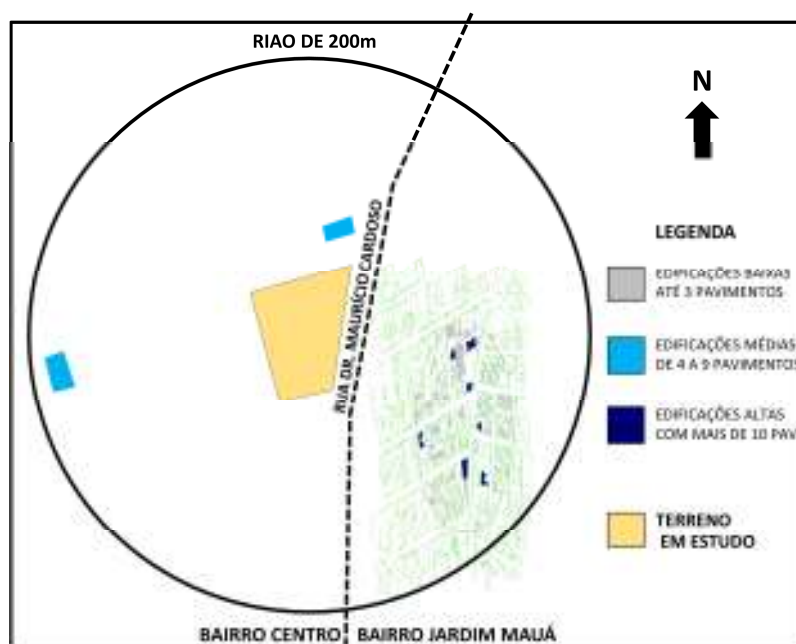 RIAO DE 200m
N
RUA DR. MAURÍCIO CARDOSO
LEGENDA
EDIFICAÇÕES BAIXAS
ATÉ 3 PAVIMENTOS
EDIFICAÇÕES MÉDIAS
DE 4 A 9 PAVIMENTOS
EDIFICAÇÕES ALTAS
COM MAIS DE 10 PAV
TERRENO
EM ESTUDO
BAIRRO CENTRO
BAIRRO JARDIM MAUÁ